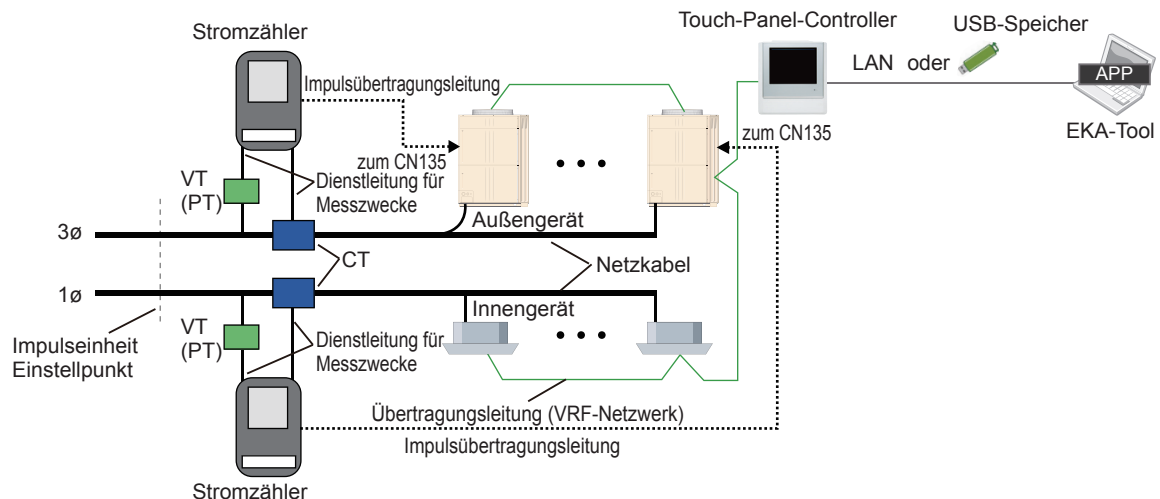 Touch-Panel-Controller
USB-Speicher
Stromzähler
LAN oder
APP
Impulsübertragungsleitung
EKA-Tool
zum CN135
zum CN135
VT
(PT)
Dienstleitung für
Messzwecke
Außengerät
3ø
CT
Netzkabel
1ø
Innengerät
VT
(PT)
Dienstleitung für
Messzwecke
Impulseinheit
Einstellpunkt
Übertragungsleitung (VRF-Netzwerk)
Impulsübertragungsleitung
Stromzähler